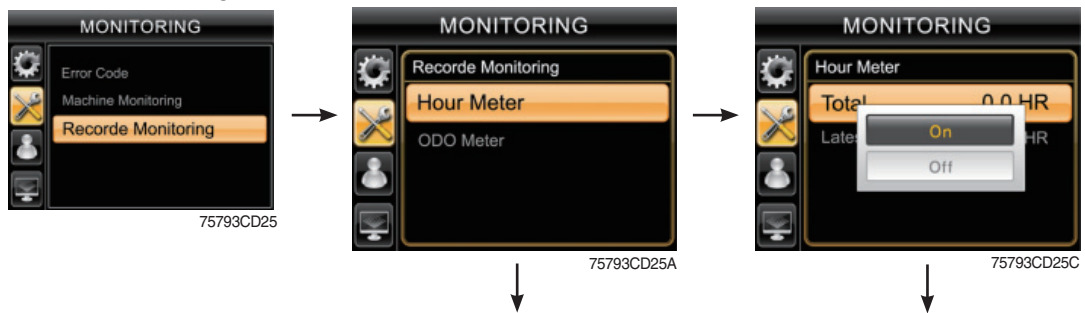 MONITORING
Error Code
Machine Monitoring
Recorde Monitoring
75793CD25
MONITORING
Recorde Monitoring
Hour Meter
ODO Meter
75793CD25A
MONITORING
Hour Meter
Total 0.0 HR
Lates HR
On
Off
75793CD25C